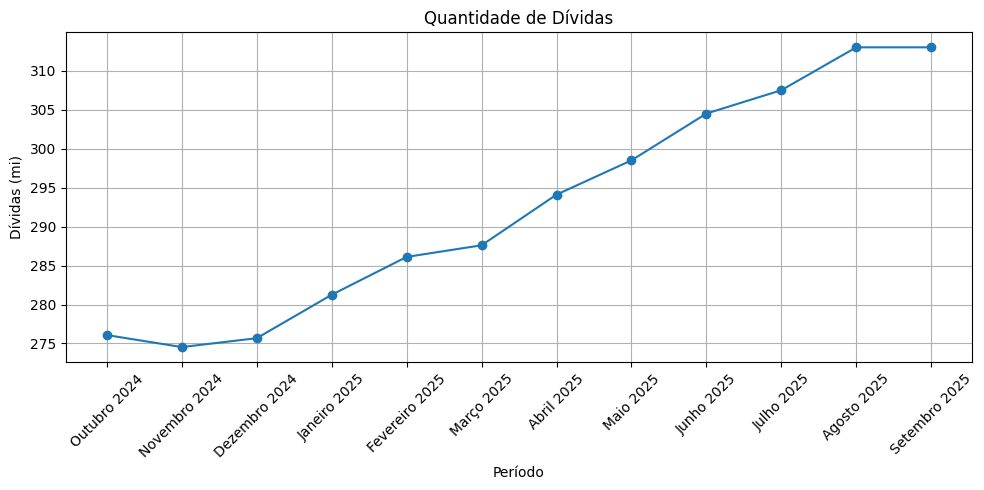 Quantidade de Dívidas
Dívidas (mi)
310
305
300
295
290
285
280
275
Outubro 2024
Novembro 2024
Dezembro 2024
Janeiro 2025
Fevereiro 2025
Março 2025
Abril 2025
Maio 2025
Junho 2025
Julho 2025
Agosto 2025
Setembro 2025
Período